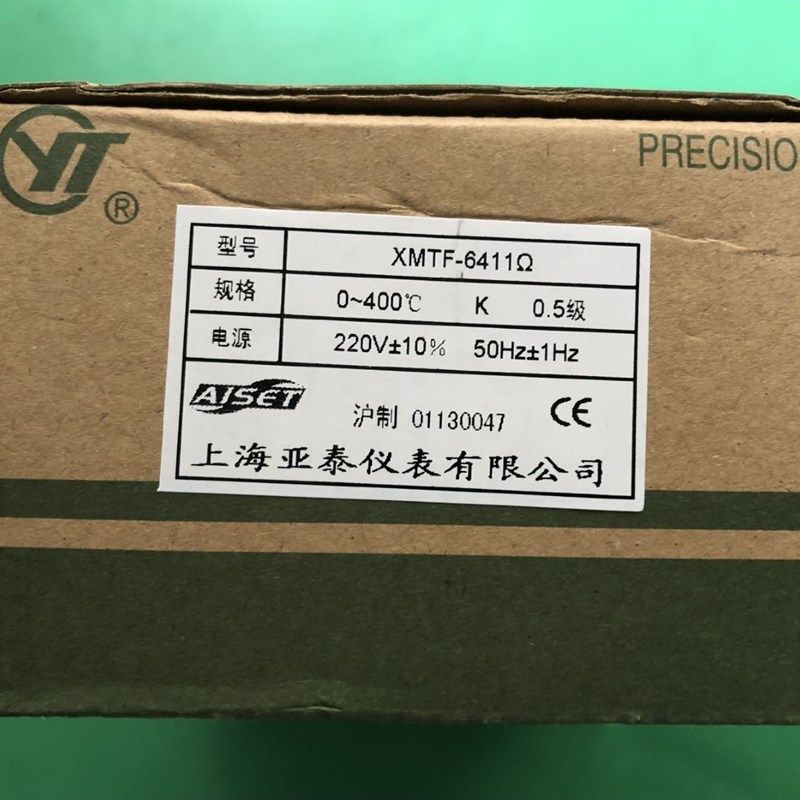 YT ®
PRECISIO
型号 XMTF-6411Ω
规格 0~400℃ K 0.5级
电源 220V±10% 50Hz±1Hz
AISET 沪制 01130047 CE
上海亚泰仪表有限公司